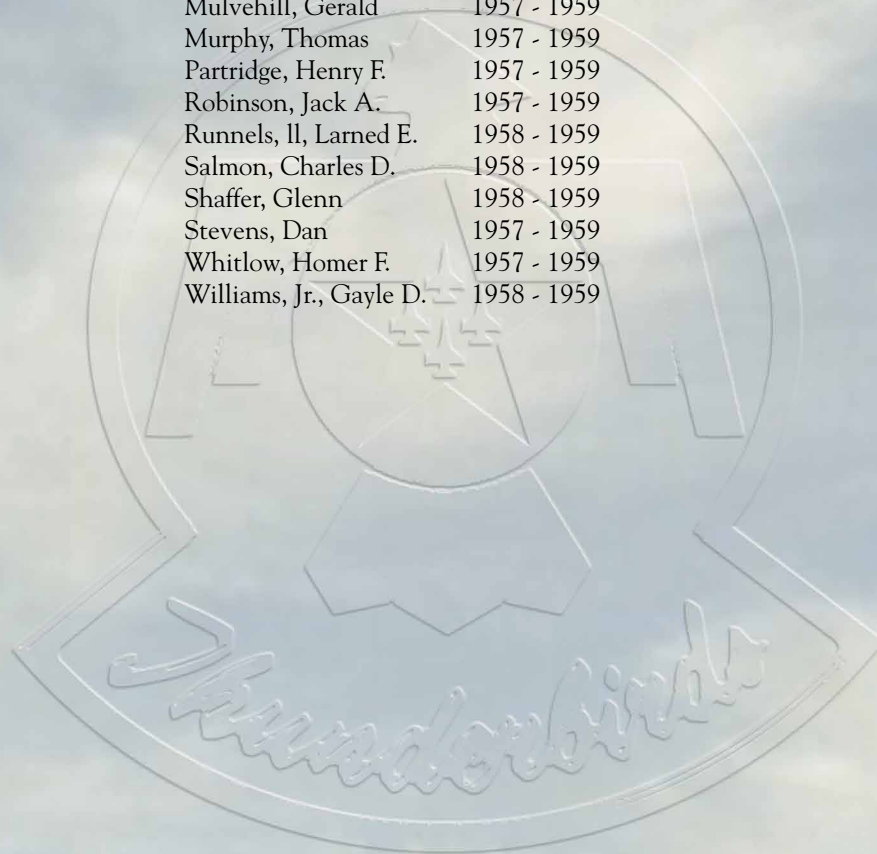 Mulvehill, Gerald 1957 - 1959
Murphy, Thomas 1957 - 1959
Partridge, Henry F. 1957 - 1959
Robinson, Jack A. 1957 - 1959
Runnels, ll, Larned E. 1958 - 1959
Salmon, Charles D. 1958 - 1959
Shaffer, Glenn 1958 - 1959
Stevens, Dan 1957 - 1959
Whitlow, Homer F. 1957 - 1959
Williams, Jr., Gayle D. 1958 - 1959
Thunderbirds